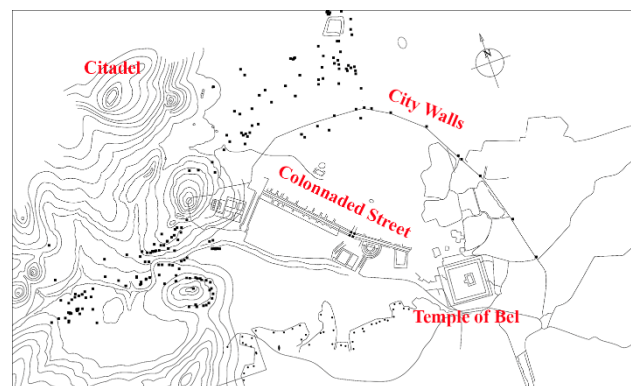 Citadel
N
City Walls
Colonnaded Street
Temple of Bel